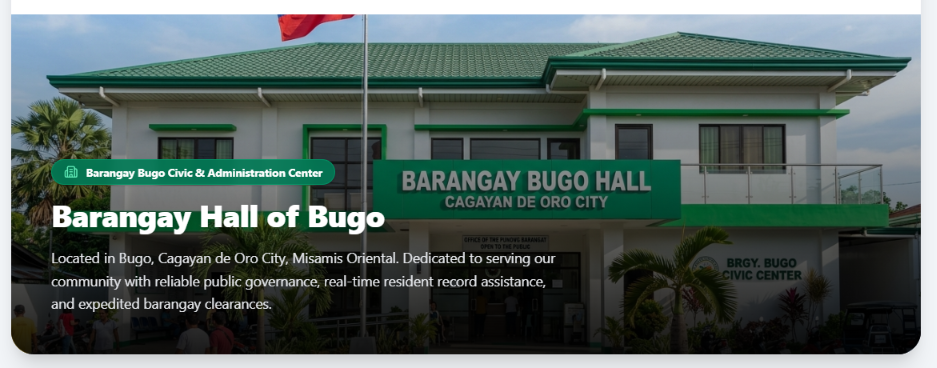 BARANGAY BUGO HALL
CAGAYAN DE ORO CITY
Barangay Bugo Civic & Administration Center
Barangay Hall of Bugo
OFFICE OF THE PUNONG BARANGAY
OPEN TO THE PUBLIC
Located in Bugo, Cagayan de Oro City, Misamis Oriental. Dedicated to serving our
community with reliable public governance, real-time resident record assistance,
and expedited barangay clearances.
BRGY. BUGO
CIVIC CENTER